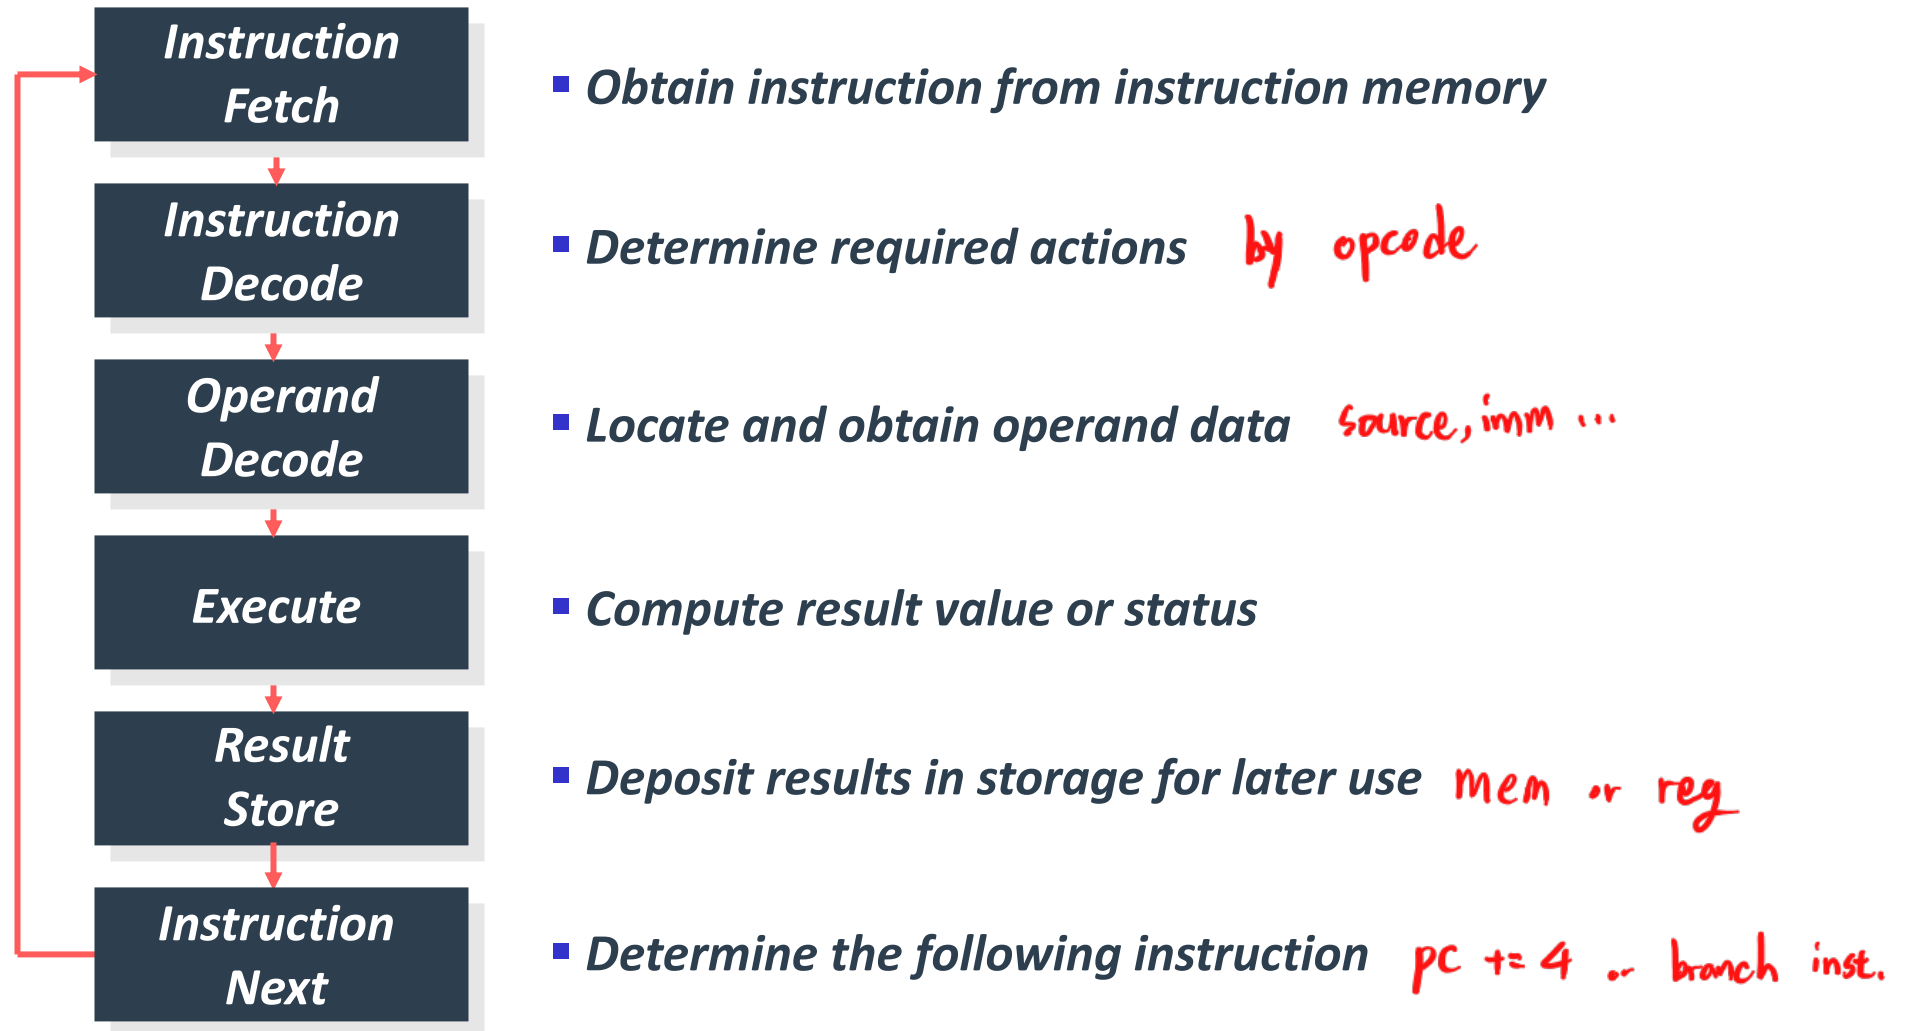 Instruction
Fetch
Obtain instruction from instruction memory
Instruction
Decode
Determine required actions by opcode
Operand
Decode
Locate and obtain operand data source, imm ...
Execute
Compute result value or status
Result
Store
Deposit results in storage for later use mem or reg
Instruction
Next
Determine the following instruction pc += 4 or branch inst.